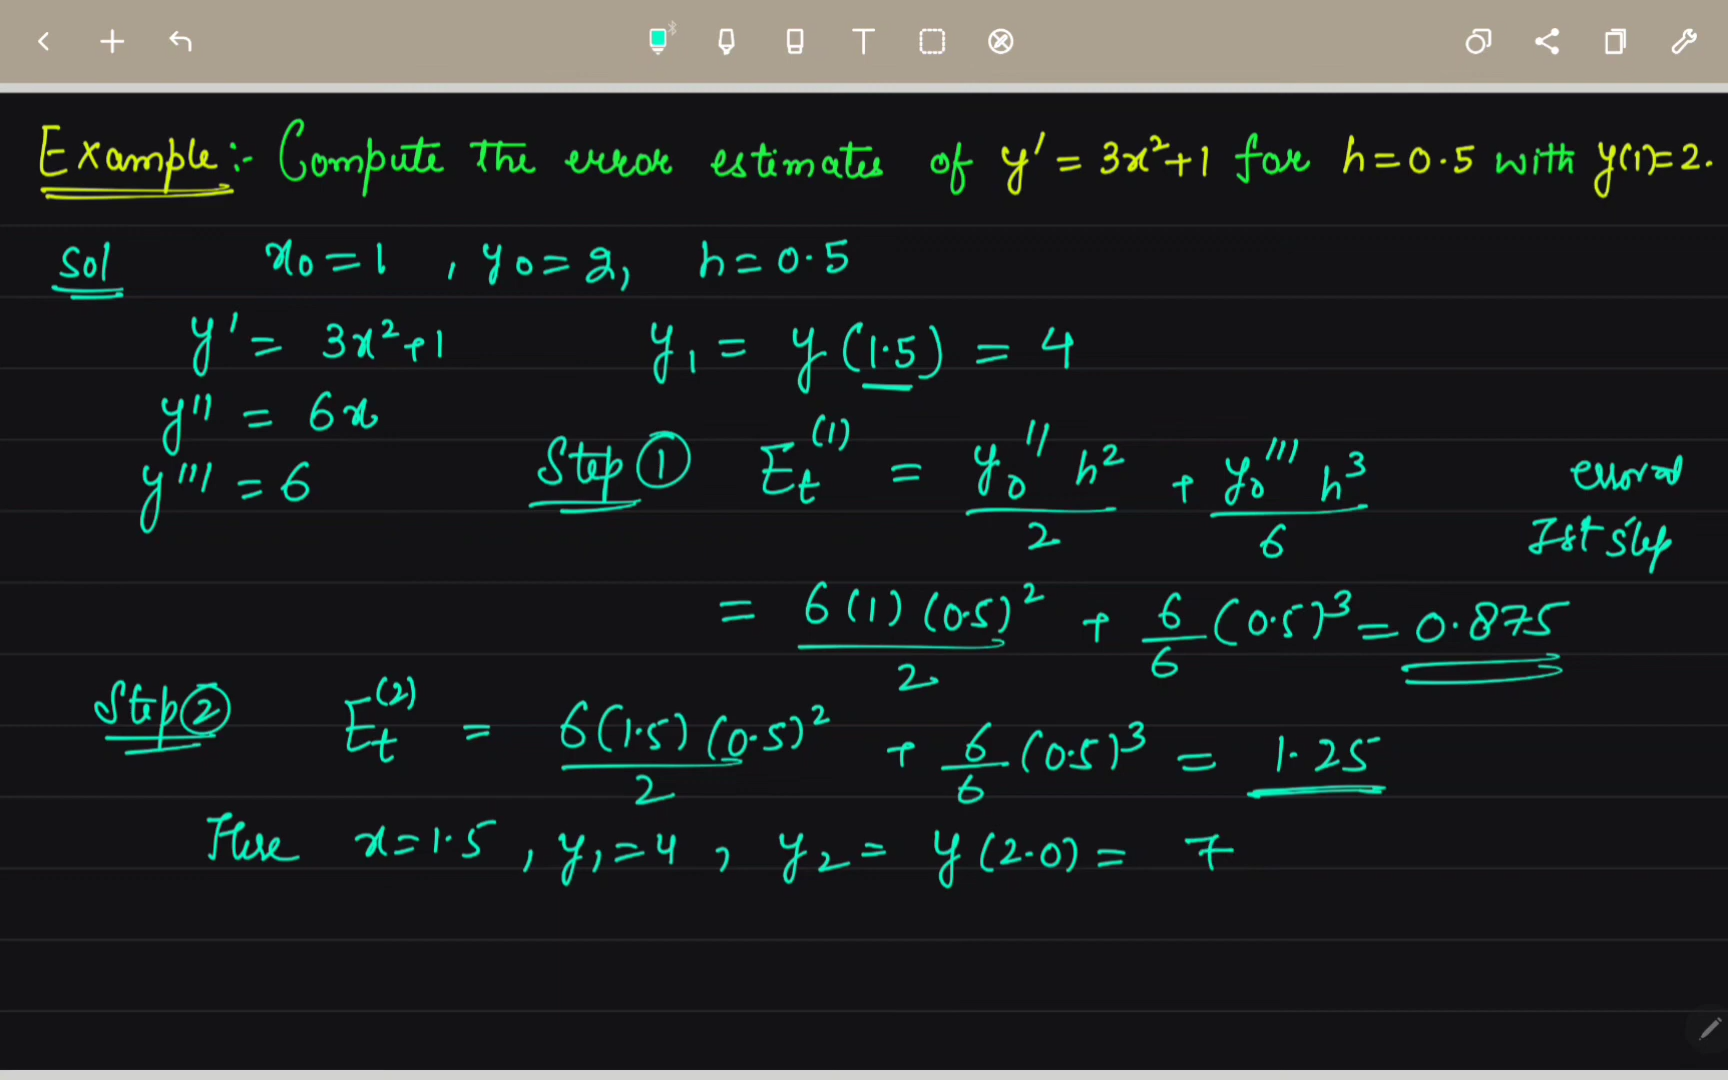 Example:- Compute the error estimates of y' = 3x²+1 for h=0.5 with y(1)=2.
Sol x₀=1, y₀=2, h=0.5
y' = 3x²+1 y₁ = y(1.5) = 4
y'' = 6x
y''' = 6
Step ① Eₜ⁽¹⁾ = y₀'' h²/2 + y₀''' h³/6 error at Ist step
= 6(1)(0.5)²/2 + 6/6 (0.5)³ = 0.875
Step ② Eₜ⁽²⁾ = 6(1.5)(0.5)²/2 + 6/6 (0.5)³ = 1.25
Here x=1.5, y₁=4, y₂ = y(2.0) = 7